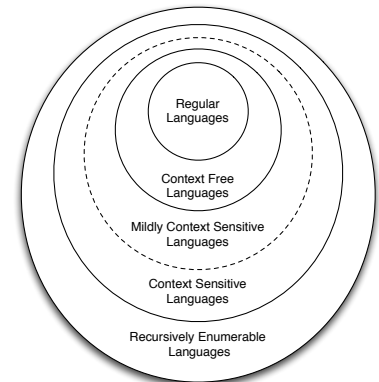 Regular
Languages
Context Free
Languages
Mildly Context Sensitive
Languages
Context Sensitive
Languages
Recursively Enumerable
Languages